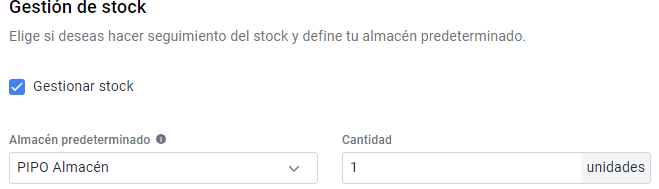 Gestión de stock
Elige si deseas hacer seguimiento del stock y define tu almacén predeterminado.
Gestionar stock
Almacén predeterminado
Cantidad
PIPO Almacén
1 unidades